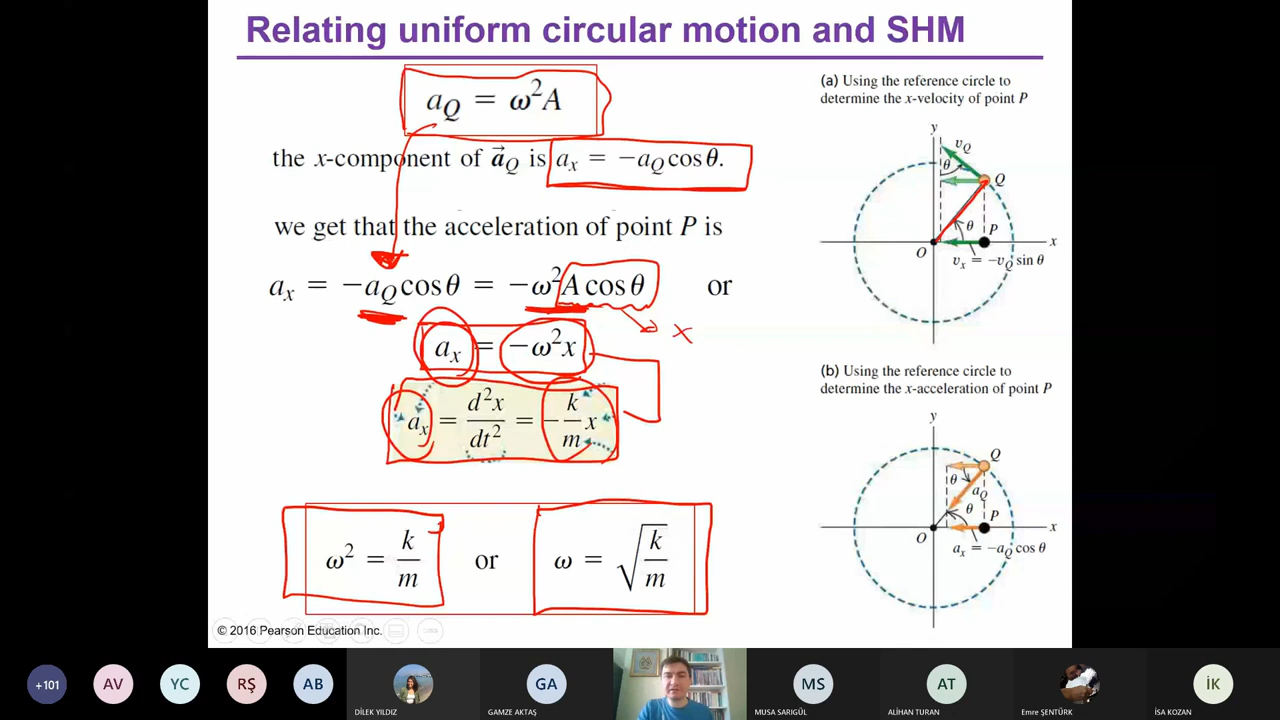 Relating uniform circular motion and SHM
a_Q = ω²A
the x-component of a⃗_Q is a_x = −a_Q cos θ.
we get that the acceleration of point P is
a_x = −a_Q cos θ = −ω²A cos θ or
x
a_x = −ω²x
a_x = d²x/dt² = −(k/m)x
ω² = k/m or ω = √(k/m)
© 2016 Pearson Education Inc.
(a) Using the reference circle to
determine the x-velocity of point P
y
v_Q
θ
Q
θ
P
O
x
v_x = −v_Q sin θ
(b) Using the reference circle to
determine the x-acceleration of point P
y
Q
θ
a_Q
θ
P
O
x
a_x = −a_Q cos θ
+101
AV
YC
RŞ
AB
DİLEK YILDIZ
GA
GAMZE AKTAŞ
MS
MUSA SARIGÜL
AT
ALİHAN TURAN
Emre ŞENTÜRK
İK
İSA KOZAN